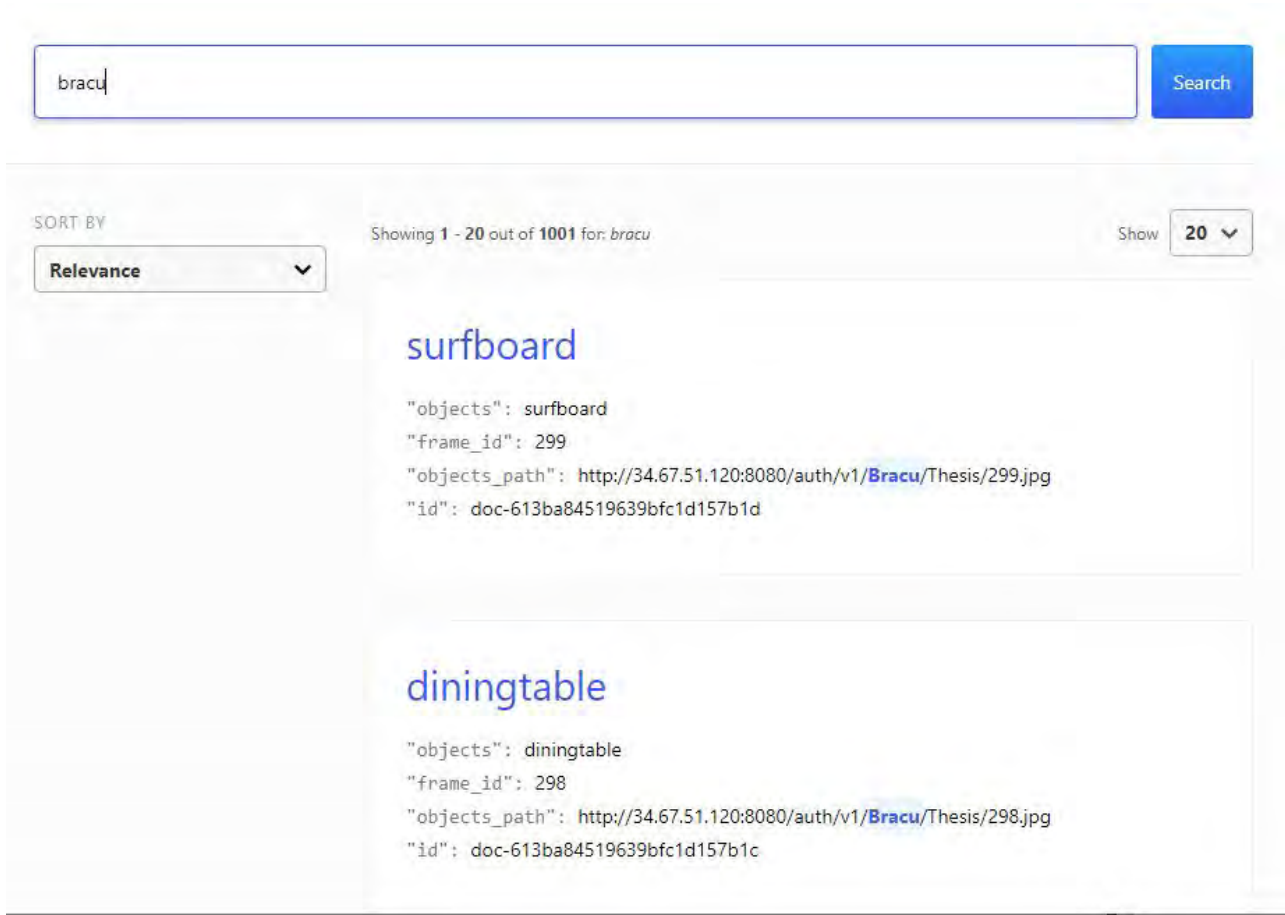 bracu
Search
SORT BY
Relevance
Showing 1 - 20 out of 1001 for: bracu
Show 20
surfboard
"objects": surfboard
"frame_id": 299
"objects_path": http://34.67.51.120:8080/auth/v1/Bracu/Thesis/299.jpg
"id": doc-613ba84519639bfc1d157b1d
diningtable
"objects": diningtable
"frame_id": 298
"objects_path": http://34.67.51.120:8080/auth/v1/Bracu/Thesis/298.jpg
"id": doc-613ba84519639bfc1d157b1c